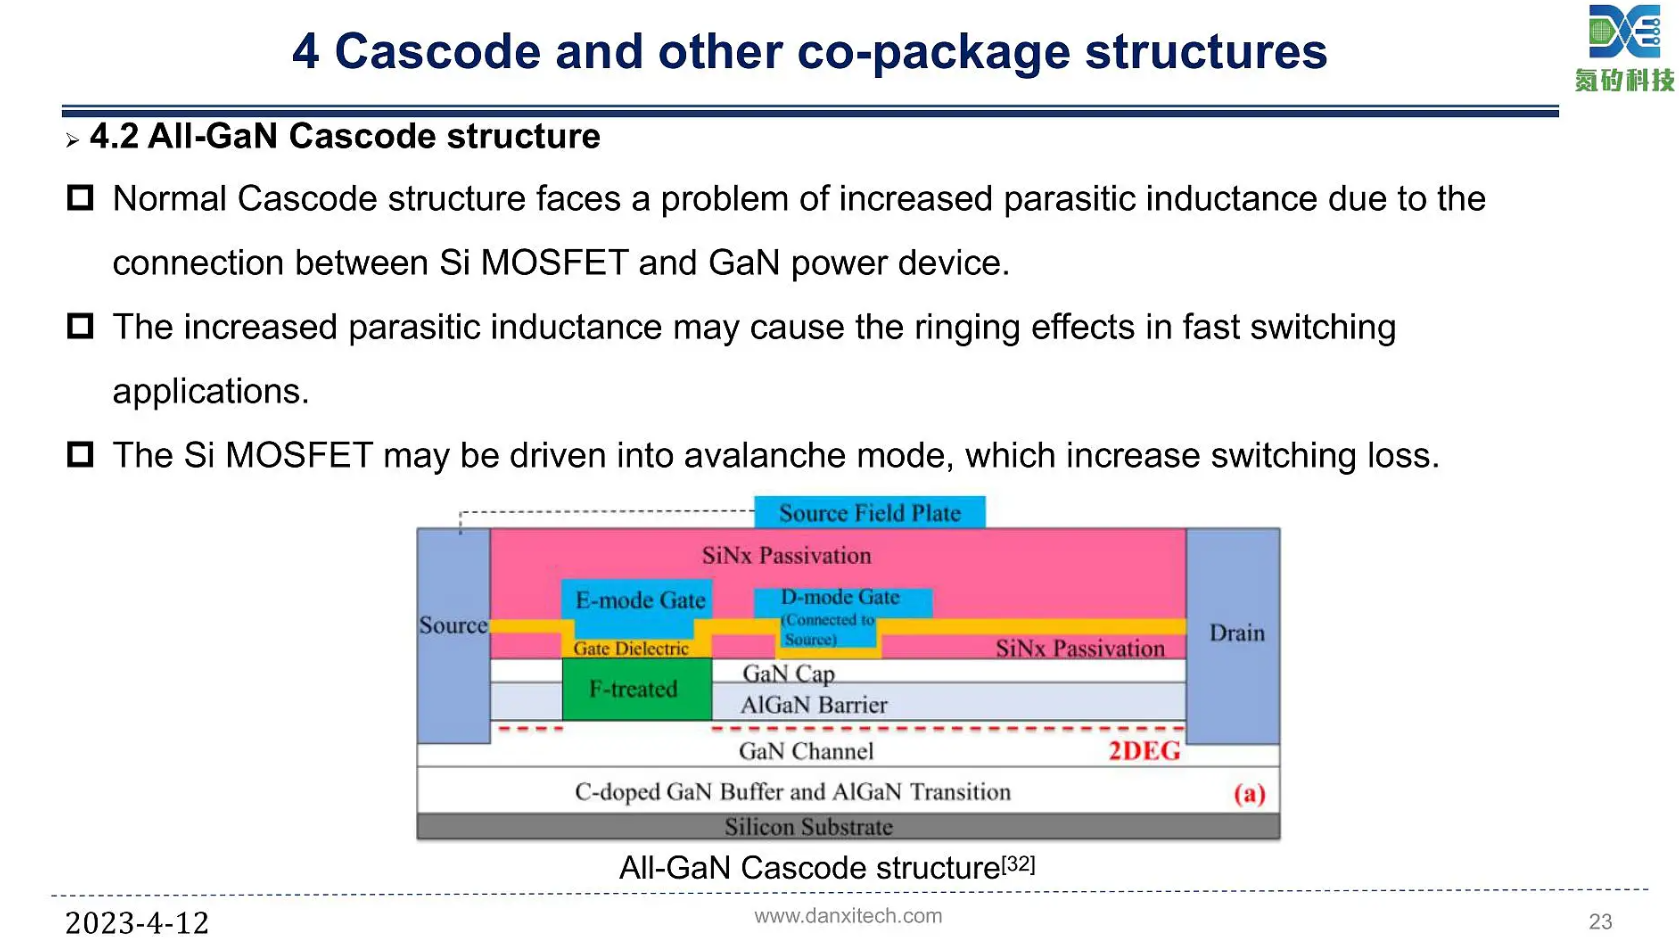 4 Cascode and other co-package structures
氮矽科技
4.2 All-GaN Cascode structure
Normal Cascode structure faces a problem of increased parasitic inductance due to the
connection between Si MOSFET and GaN power device.
The increased parasitic inductance may cause the ringing effects in fast switching
applications.
The Si MOSFET may be driven into avalanche mode, which increase switching loss.
Source Field Plate
SiNx Passivation
E-mode Gate
D-mode Gate
(Connected to
Source)
Source
Drain
Gate Dielectric
SiNx Passivation
GaN Cap
F-treated
AlGaN Barrier
GaN Channel
2DEG
C-doped GaN Buffer and AlGaN Transition
(a)
Silicon Substrate
All-GaN Cascode structure[32]
2023-4-12
www.danxitech.com
23